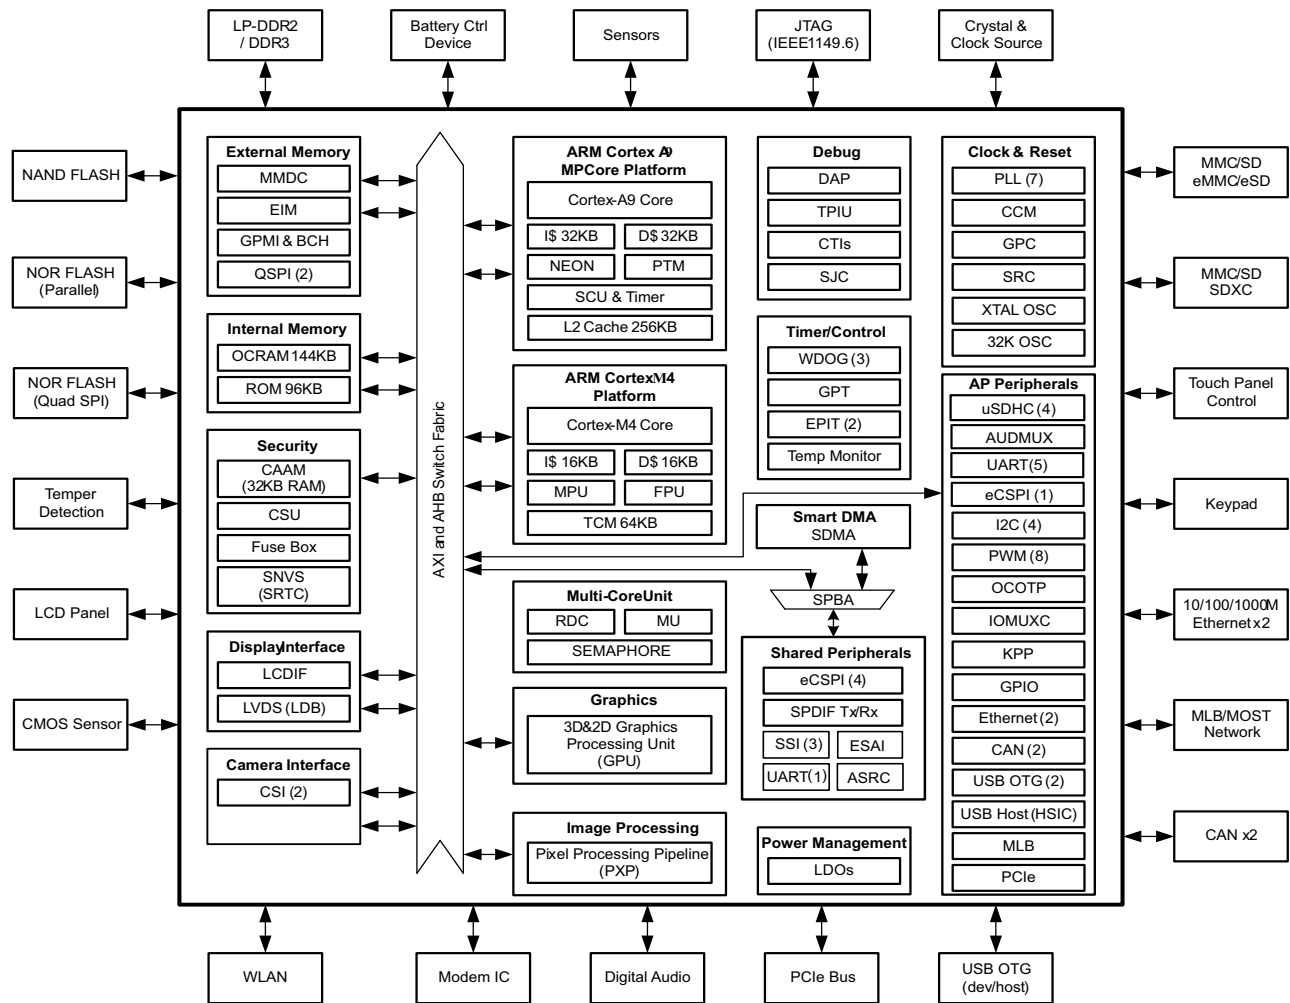 LP-DDR2
/ DDR3
Battery Ctrl
Device
Sensors
JTAG
(IEEE1149.6)
Crystal &
Clock Source
NAND FLASH
NOR FLASH
(Parallel)
NOR FLASH
(Quad SPI)
Temper
Detection
LCD Panel
CMOS Sensor
External Memory
MMDC
EIM
GPMI & BCH
QSPI (2)
Internal Memory
OCRAM 144KB
ROM 96KB
Security
CAAM
(32KB RAM)
CSU
Fuse Box
SNVS
(SRTC)
Display Interface
LCDIF
LVDS (LDB)
Camera Interface
CSI (2)
AXI and AHB Switch Fabric
ARM Cortex A9
MPCore Platform
Cortex-A9 Core
I$ 32KB
D$ 32KB
NEON
PTM
SCU & Timer
L2 Cache 256KB
ARM Cortex M4
Platform
Cortex-M4 Core
I$ 16KB
D$ 16KB
MPU
FPU
TCM 64KB
Multi-Core Unit
RDC
MU
SEMAPHORE
Graphics
3D&2D Graphics
Processing Unit
(GPU)
Image Processing
Pixel Processing Pipeline
(PXP)
Debug
DAP
TPIU
CTIs
SJC
Timer/Control
WDOG (3)
GPT
EPIT (2)
Temp Monitor
Smart DMA
SDMA
SPBA
Shared Peripherals
eCSPI (4)
SPDIF Tx/Rx
SSI (3)
ESAI
UART(1)
ASRC
Power Management
LDOs
Clock & Reset
PLL (7)
CCM
GPC
SRC
XTAL OSC
32K OSC
AP Peripherals
uSDHC (4)
AUDMUX
UART(5)
eCSPI (1)
I2C (4)
PWM (8)
OCOTP
IOMUXC
KPP
GPIO
Ethernet (2)
CAN (2)
USB OTG (2)
USB Host (HSIC)
MLB
PCIe
MMC/SD
eMMC/eSD
MMC/SD
SDXC
Touch Panel
Control
Keypad
10/100/1000M
Ethernet x2
MLB/MOST
Network
CAN x2
WLAN
Modem IC
Digital Audio
PCIe Bus
USB OTG
(dev/host)